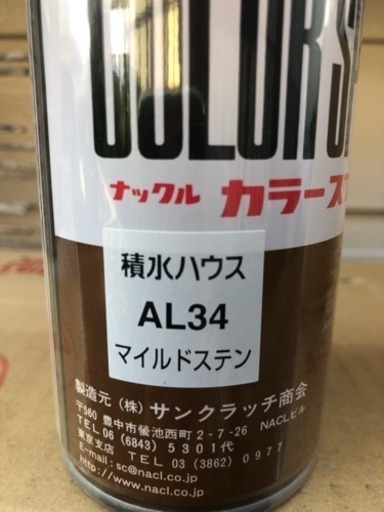 COLOR S
ナックル カラース
積水ハウス
AL34
マイルドステン
製造元(株)サンクラッチ商会
〒560 豊中市螢池西町2-7-26 NACLビル
TEL 06 (6843) 5301代
東京支店 TEL 03 (3862) 0977
E-mail:sc@nacl.co.jp
http://www.nacl.co.jp